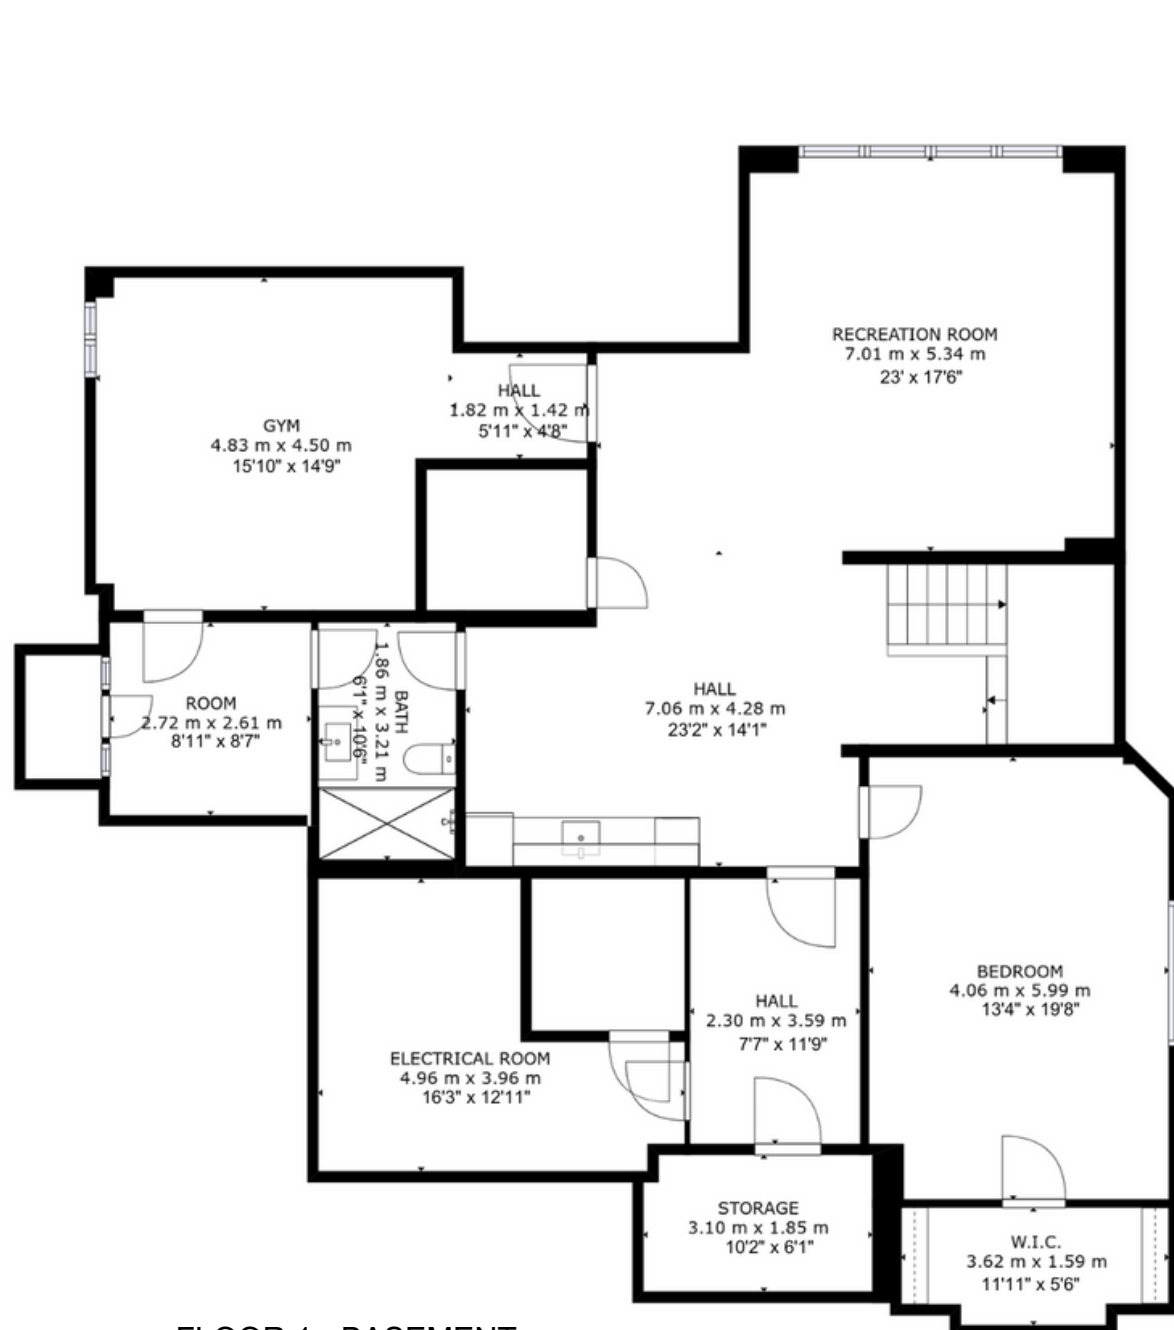 RECREATION ROOM
7.01 m x 5.34 m
23' x 17'6"
HALL
1.82 m x 1.42 m
5'11" x 4'8"
GYM
4.83 m x 4.50 m
15'10" x 14'9"
ROOM
2.72 m x 2.61 m
8'11" x 8'7"
BATH
1.86 m x 3.21 m
6'1" x 10'6"
HALL
7.06 m x 4.28 m
23'2" x 14'1"
BEDROOM
4.06 m x 5.99 m
13'4" x 19'8"
HALL
2.30 m x 3.59 m
7'7" x 11'9"
ELECTRICAL ROOM
4.96 m x 3.96 m
16'3" x 12'11"
STORAGE
3.10 m x 1.85 m
10'2" x 6'1"
W.I.C.
3.62 m x 1.59 m
11'11" x 5'6"
FLOOR 1 - BASEMENT